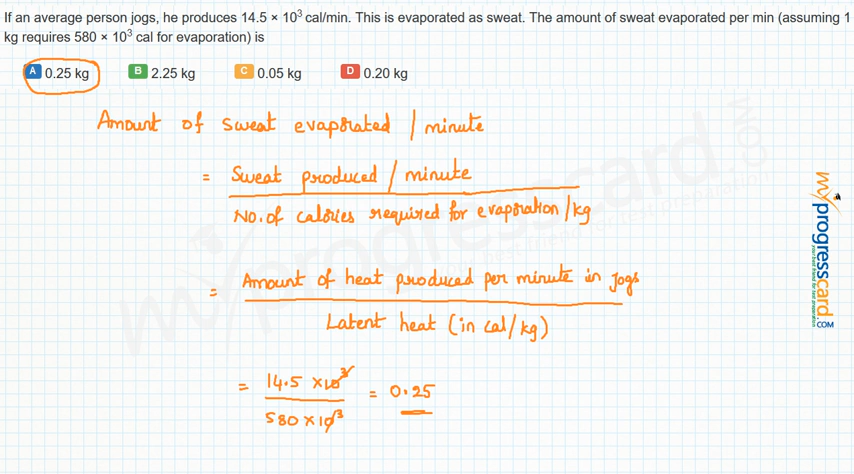 If an average person jogs, he produces 14.5 × 10³ cal/min. This is evaporated as sweat. The amount of sweat evaporated per min (assuming 1
kg requires 580 × 10³ cal for evaporation) is
A 0.25 kg B 2.25 kg C 0.05 kg D 0.20 kg
Amount of sweat evaporated / minute
= Sweat produced / minute
No. of calories required for evaporation / kg
= Amount of heat produced per minute in jogs
Latent heat (in cal / kg)
= 14.5 × 10³ = 0.25
580 × 10³
myprogresscard.com